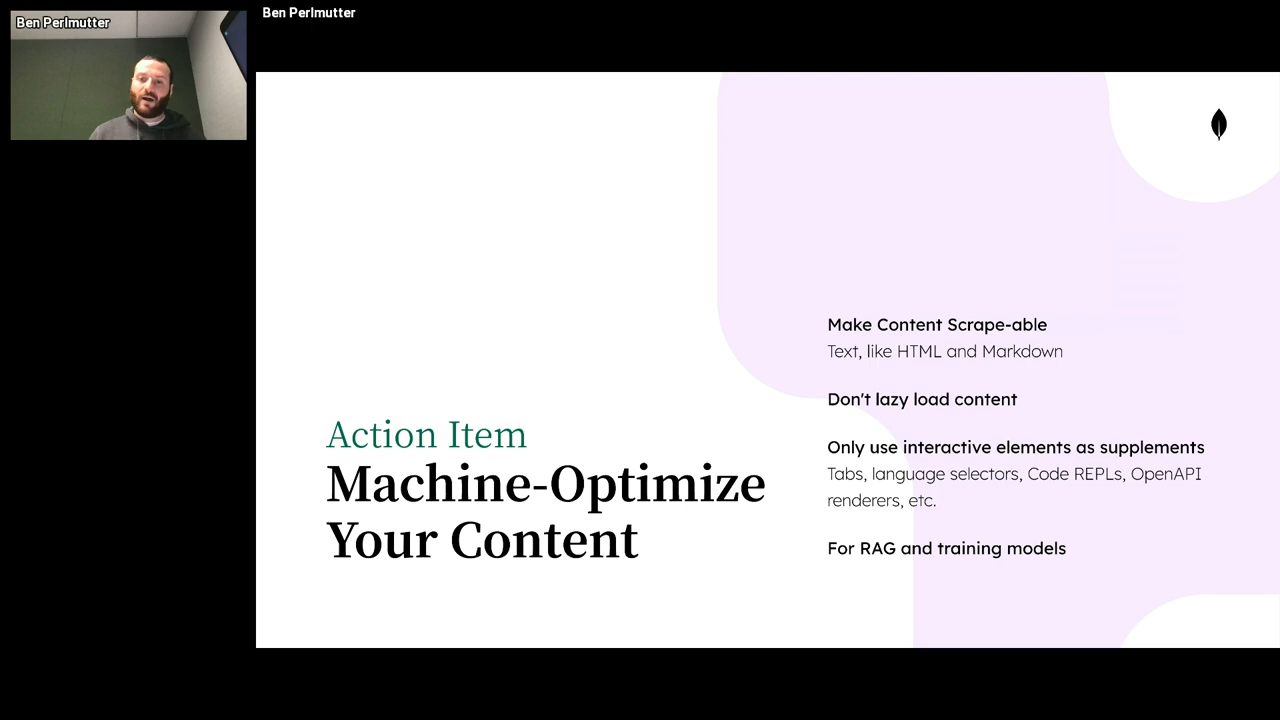 Ben Perlmutter
Ben Perlmutter
Action Item
Machine-Optimize
Your Content
Make Content Scrape-able
Text, like HTML and Markdown
Don't lazy load content
Only use interactive elements as supplements
Tabs, language selectors, Code REPLs, OpenAPI
renderers, etc.
For RAG and training models